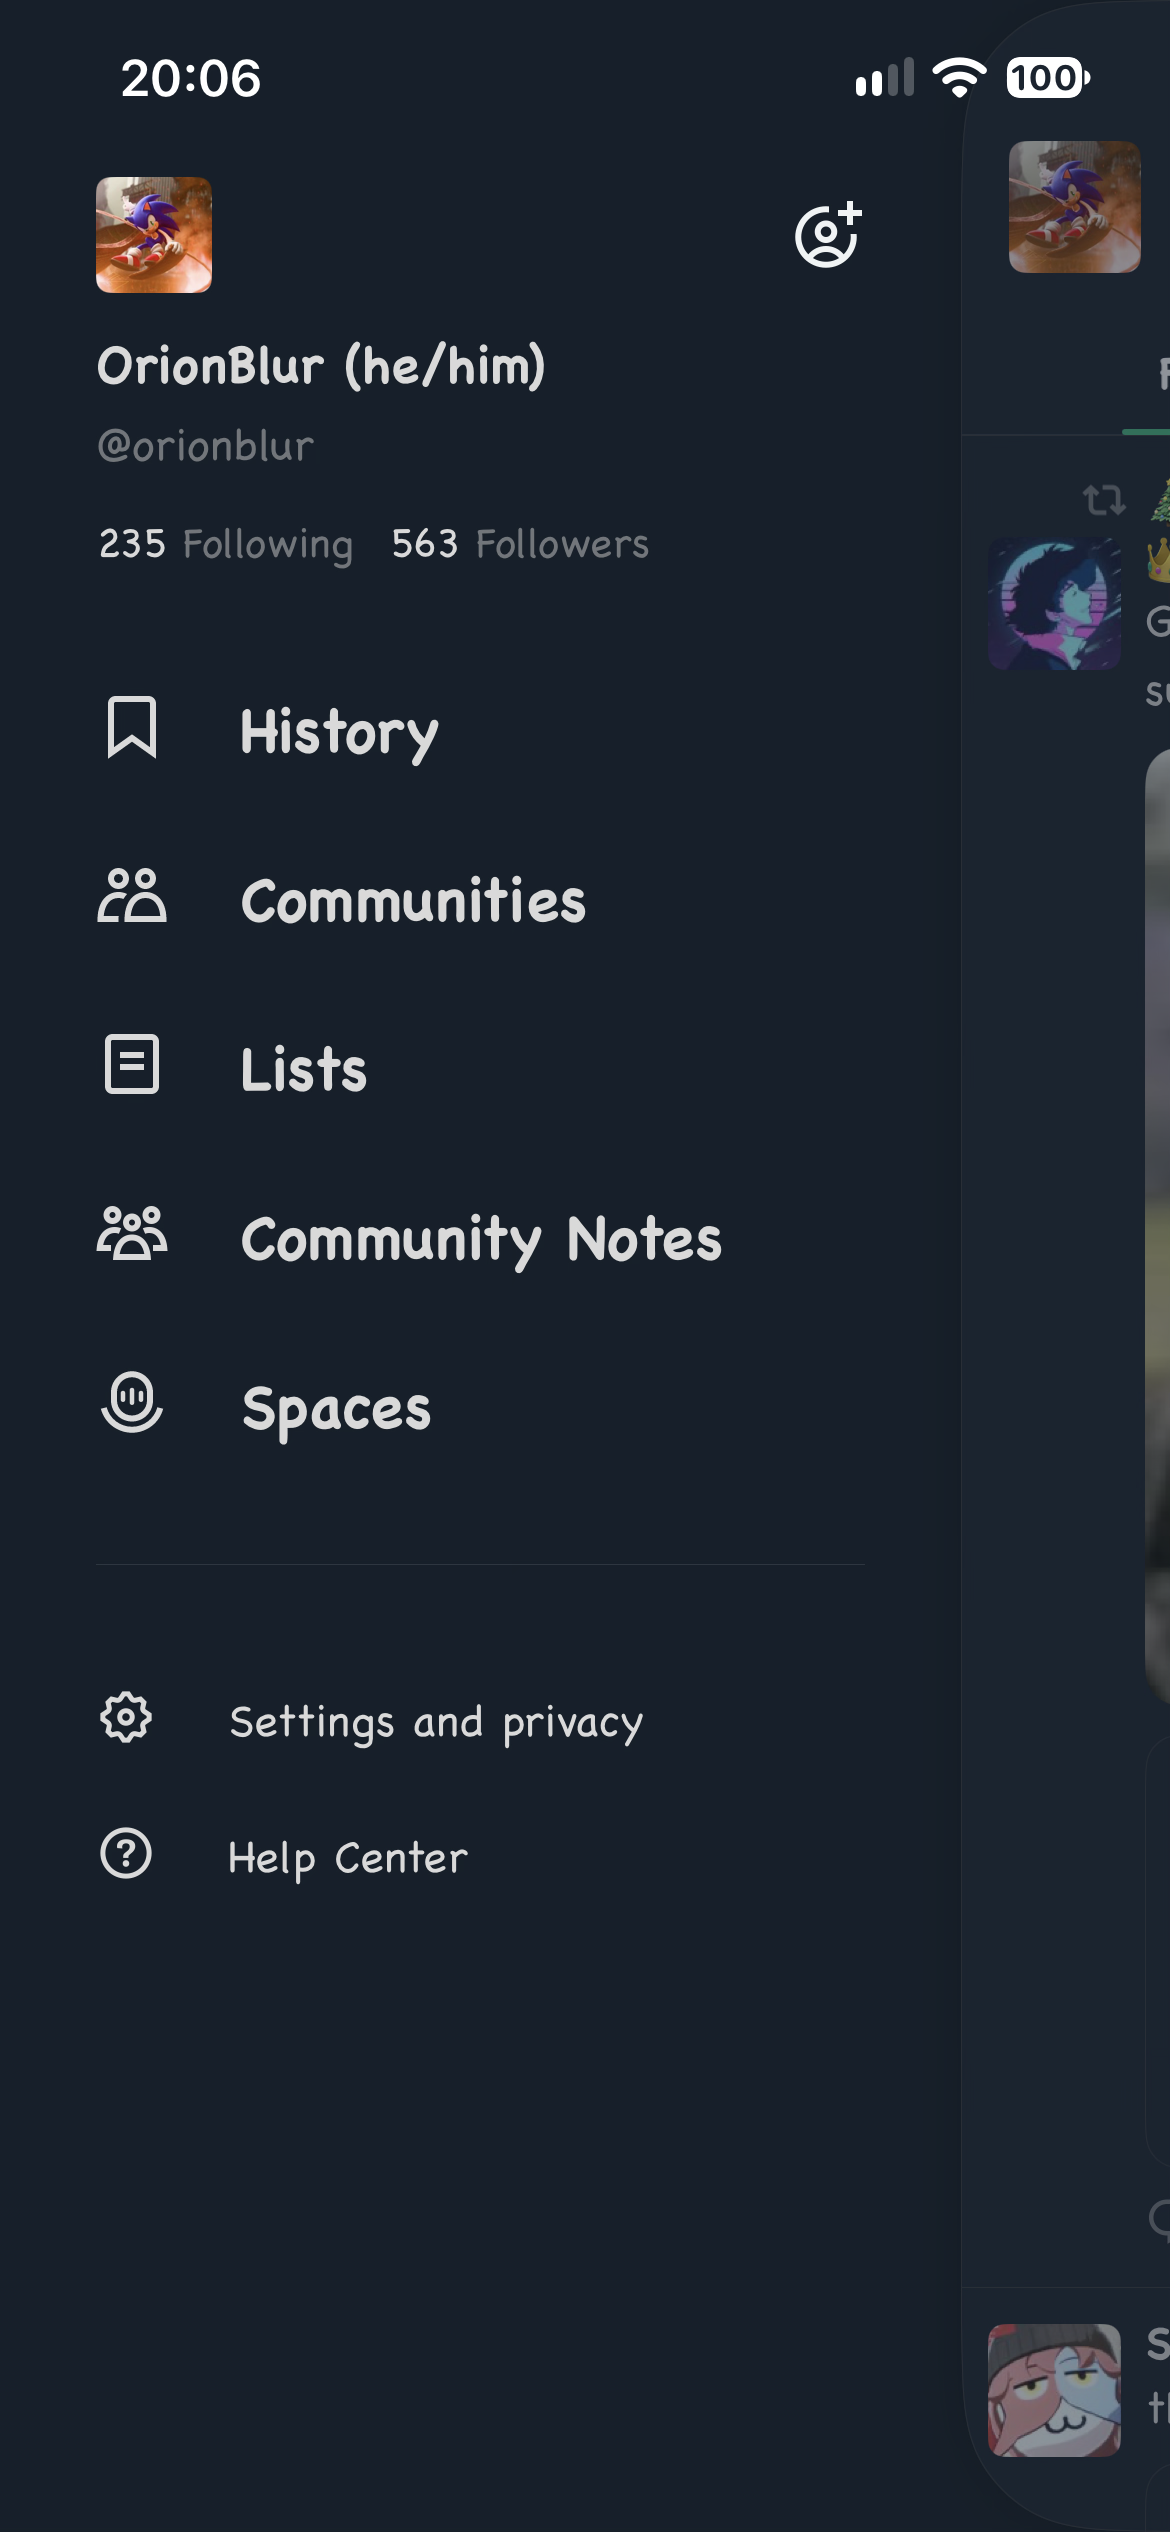 20:06
100
OrionBlur (he/him)
@orionblur
235 Following 563 Followers
History
Communities
Lists
Community Notes
Spaces
Settings and privacy
Help Center